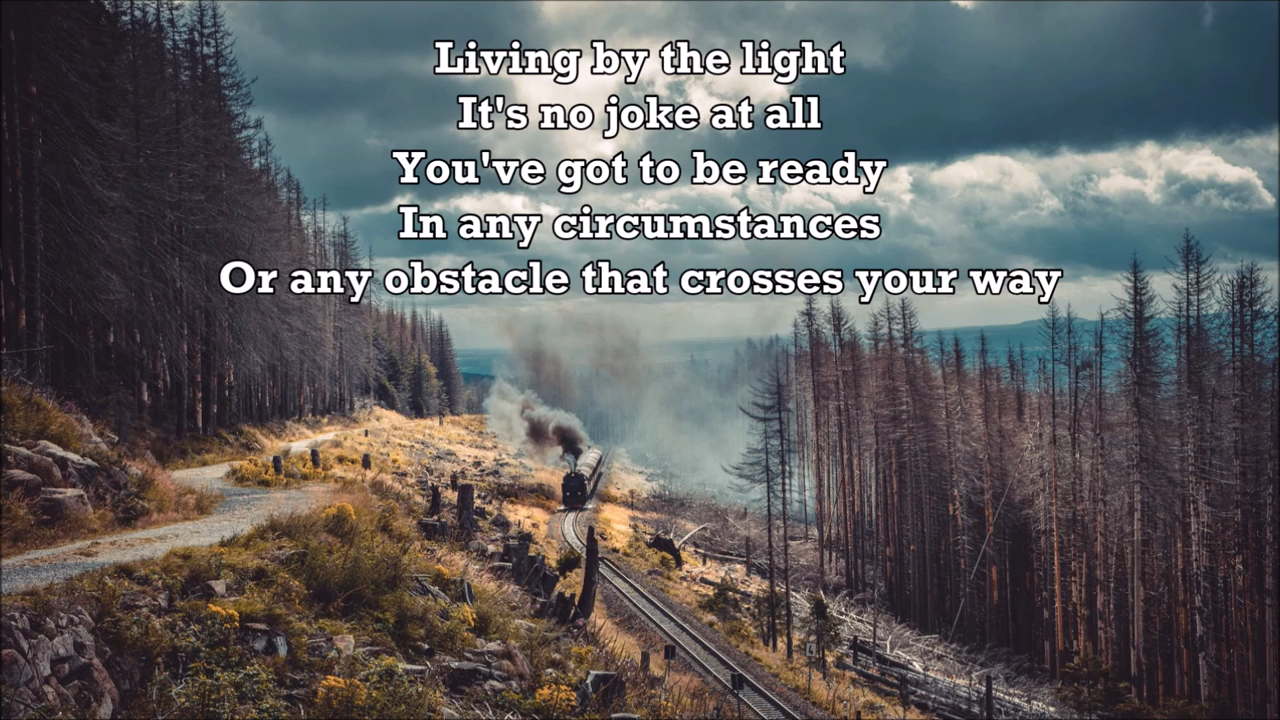 Living by the light
It's no joke at all
You've got to be ready
In any circumstances
Or any obstacle that crosses your way
4